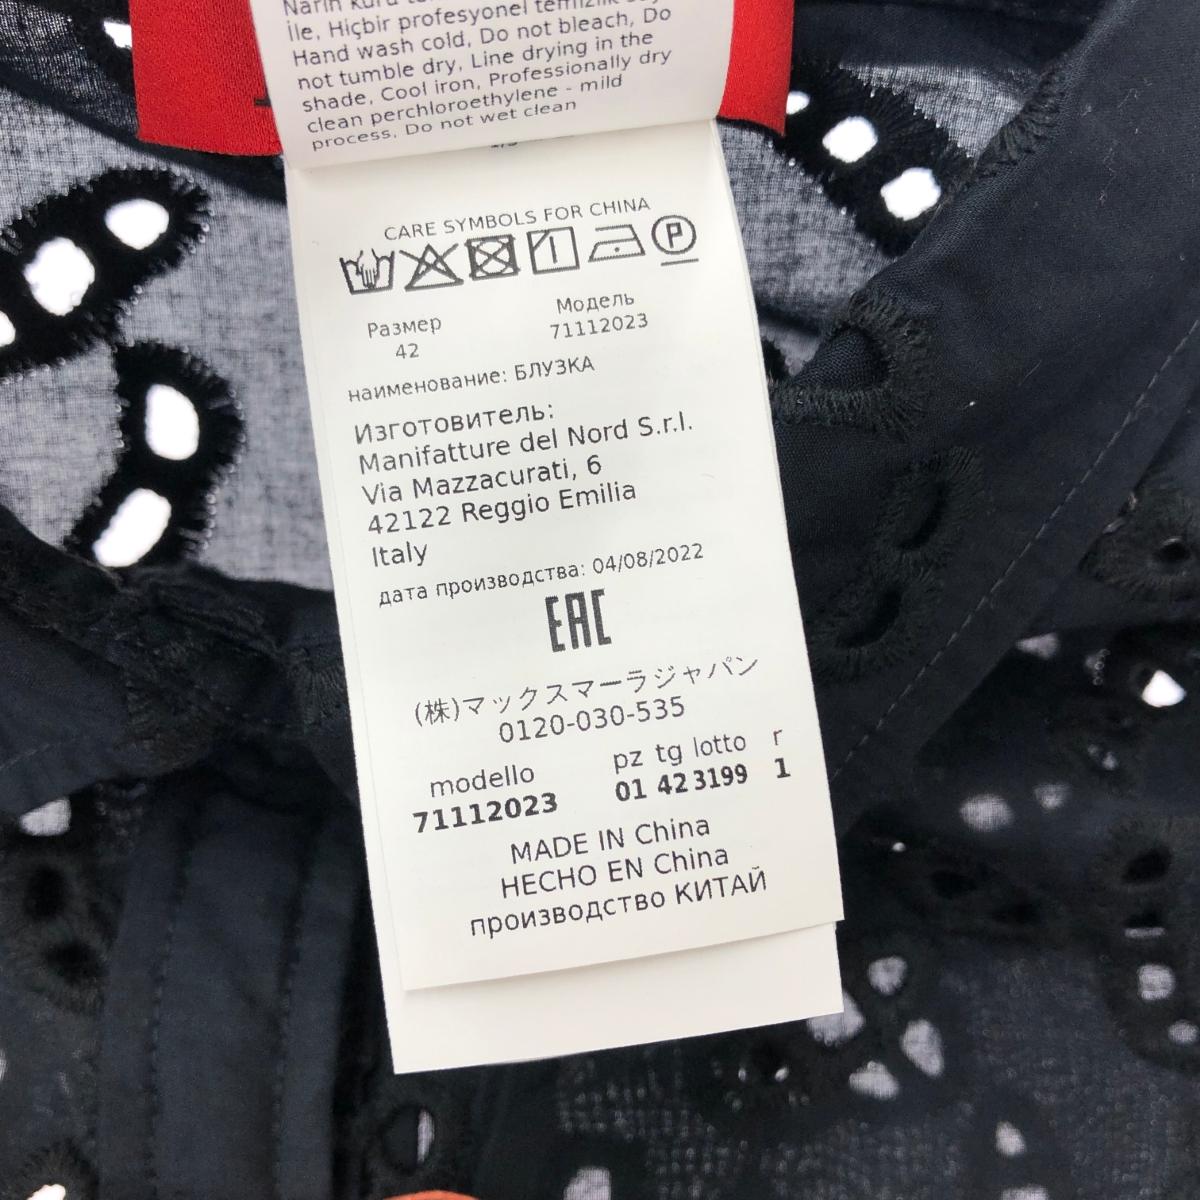 Narin kuru
ile, Hiçbir profesyonel temizlik
Hand wash cold, Do not bleach, Do
not tumble dry, Line drying in the
shade, Cool iron, Professionally dry
clean perchloroethylene - mild
process, Do not wet clean
CARE SYMBOLS FOR CHINA
P
Размер Модель
42 71112023
наименование: БЛУЗКА
Изготовитель:
Manifatture del Nord S.r.l.
Via Mazzacurati, 6
42122 Reggio Emilia
Italy
дата производства: 04/08/2022
EAC
(株)マックスマーラジャパン
0120-030-535
modello pz tg lotto r
71112023 01 42 3199 1
MADE IN China
HECHO EN China
производство КИТАЙ